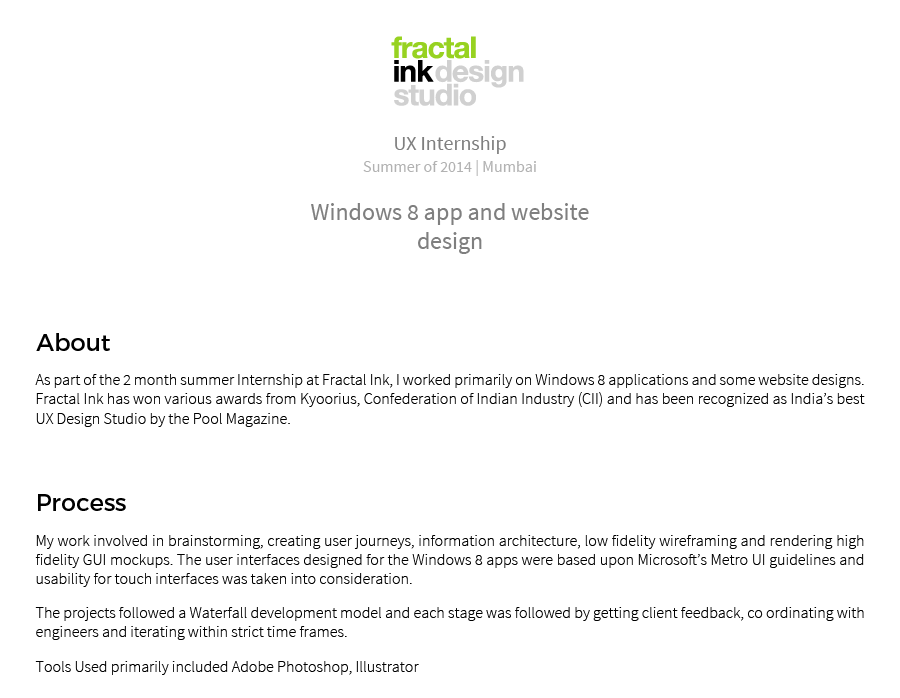 fractal
inkdesign
studio
UX Internship
Summer of 2014 | Mumbai
Windows 8 app and website
design
About
As part of the 2 month summer Internship at Fractal Ink, I worked primarily on Windows 8 applications and some website designs.
Fractal Ink has won various awards from Kyoorius, Confederation of Indian Industry (CII) and has been recognized as India’s best
UX Design Studio by the Pool Magazine.
Process
My work involved in brainstorming, creating user journeys, information architecture, low fidelity wireframing and rendering high
fidelity GUI mockups. The user interfaces designed for the Windows 8 apps were based upon Microsoft’s Metro UI guidelines and
usability for touch interfaces was taken into consideration.
The projects followed a Waterfall development model and each stage was followed by getting client feedback, co ordinating with
engineers and iterating within strict time frames.
Tools Used primarily included Adobe Photoshop, Illustrator